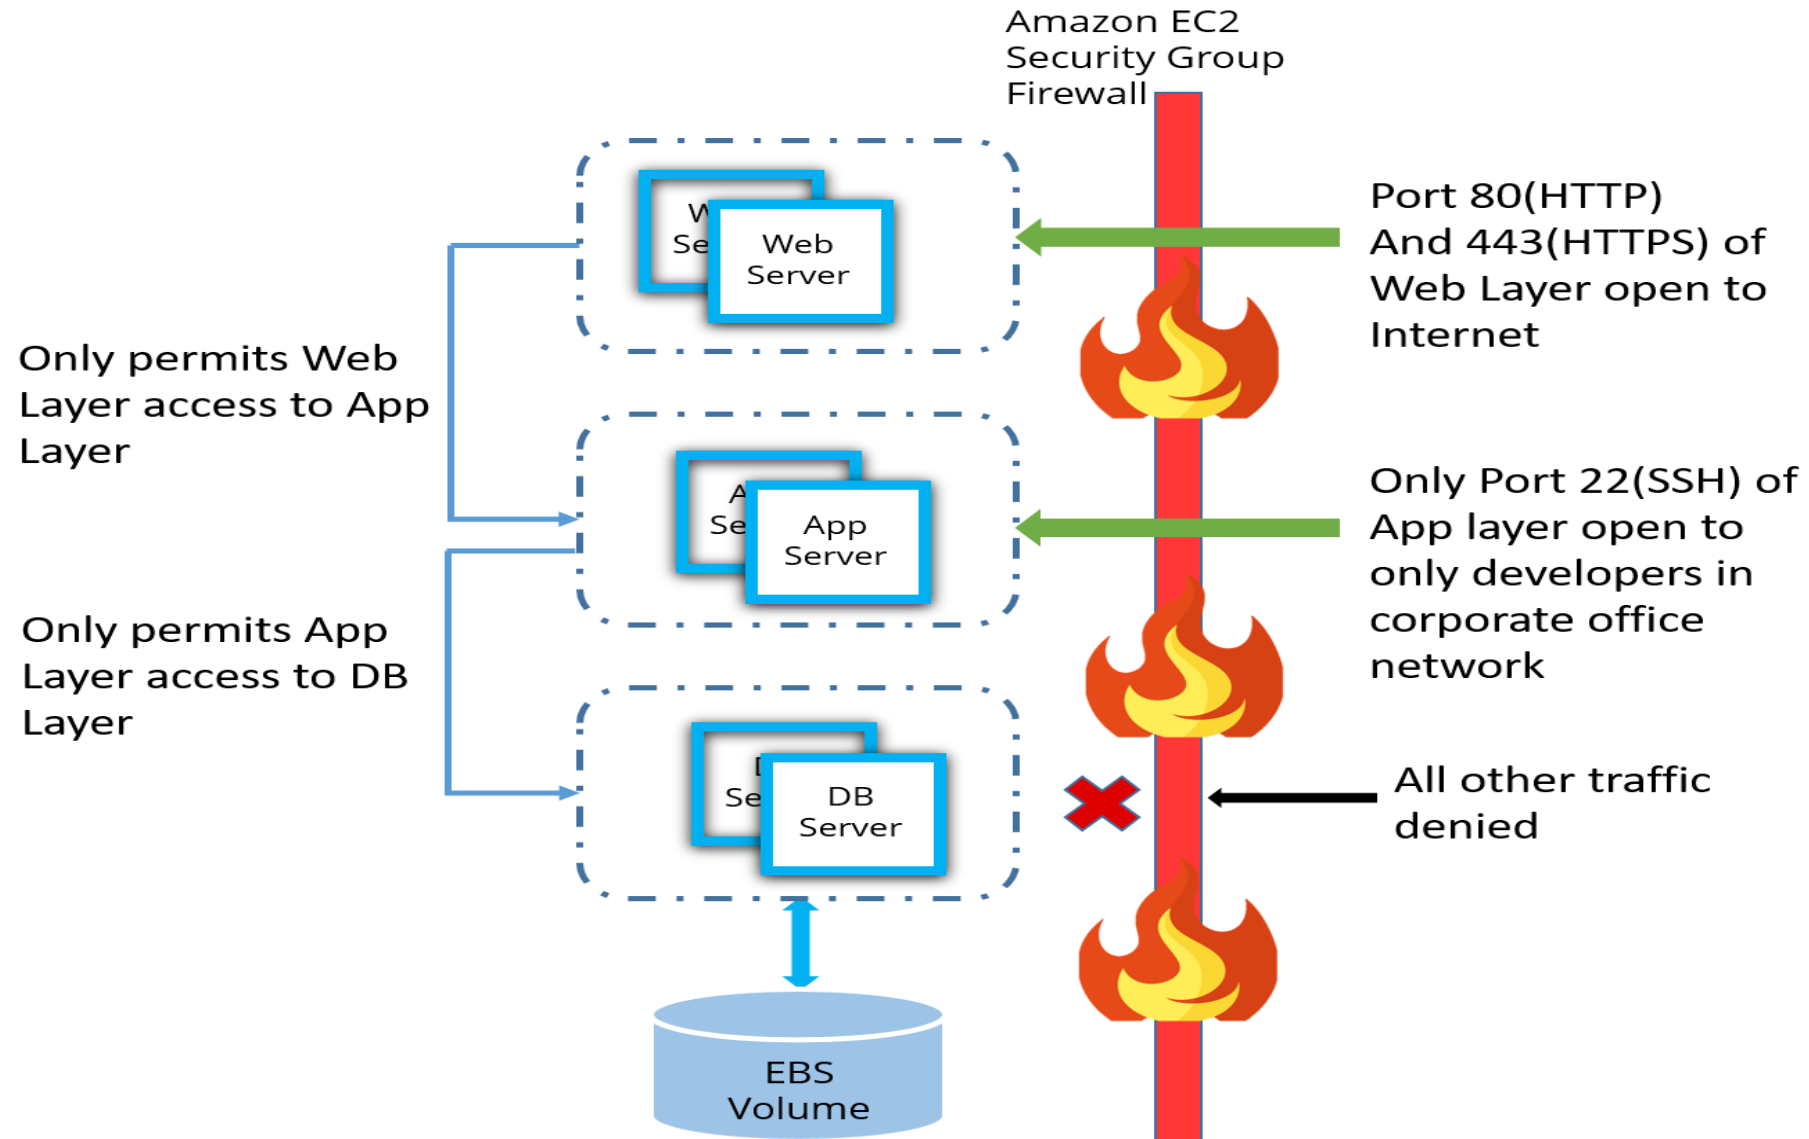 Amazon EC2
Security Group
Firewall
Port 80(HTTP)
And 443(HTTPS) of
Web Layer open to
Internet
Web
Server
Only permits Web
Layer access to App
Layer
Only Port 22(SSH) of
App layer open to
only developers in
corporate office
network
App
Server
Only permits App
Layer access to DB
Layer
All other traffic
denied
DB
Server
EBS
Volume